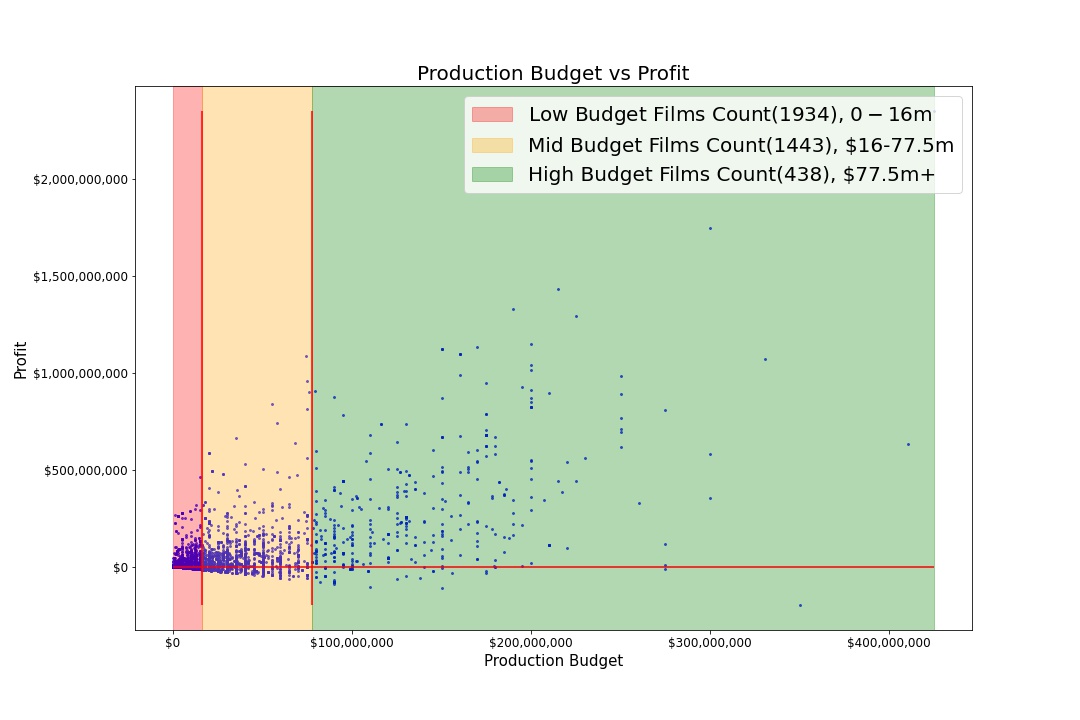 Production Budget vs Profit
Low Budget Films Count(1934), 0 − 16m
Mid Budget Films Count(1443), $16-77.5m
High Budget Films Count(438), $77.5m+
Profit
$2,000,000,000
$1,500,000,000
$1,000,000,000
$500,000,000
$0
$0
$100,000,000
$200,000,000
$300,000,000
$400,000,000
Production Budget